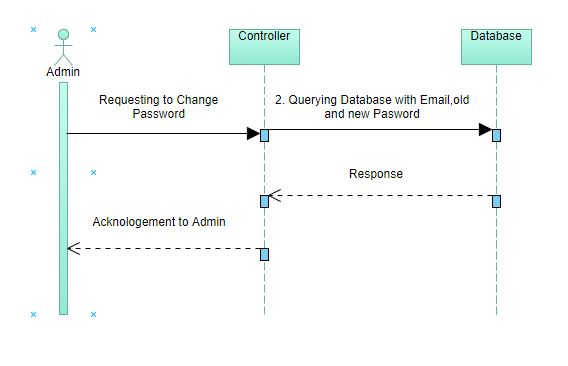 Controller
Database
Admin
Requesting to Change
Password
2. Querying Database with Email,old
and new Pasword
Response
Acknologement to Admin